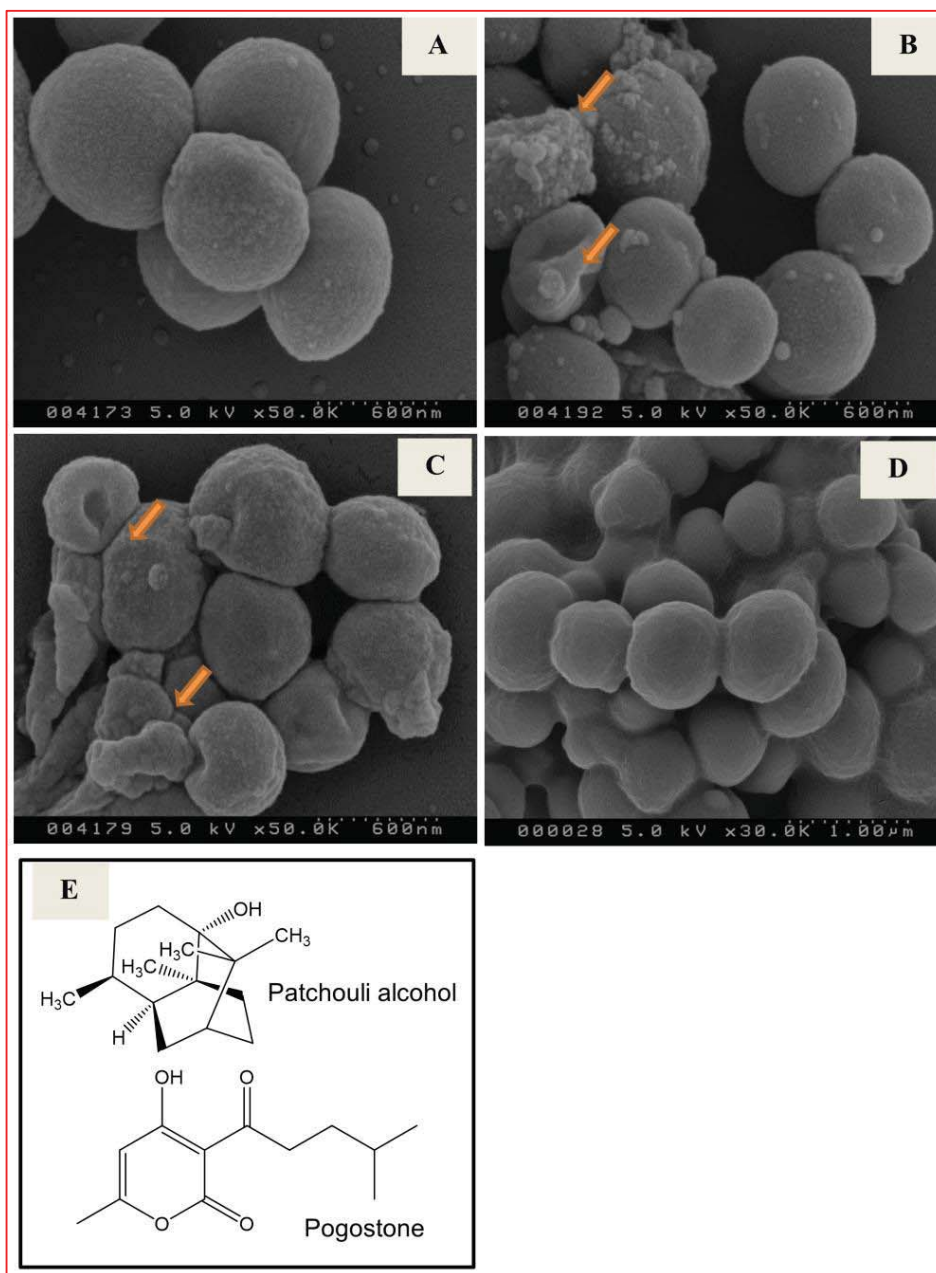 A
004173 5.0 kV x50.0K 600nm
B
004192 5.0 kV x50.0K 600nm
C
004179 5.0 kV x50.0K 600nm
D
000028 5.0 kV x30.0K 1.00µm
E
OH
CH₃
H₃C
H₃C
H₃C
H
Patchouli alcohol
OH
O
O
O
Pogostone